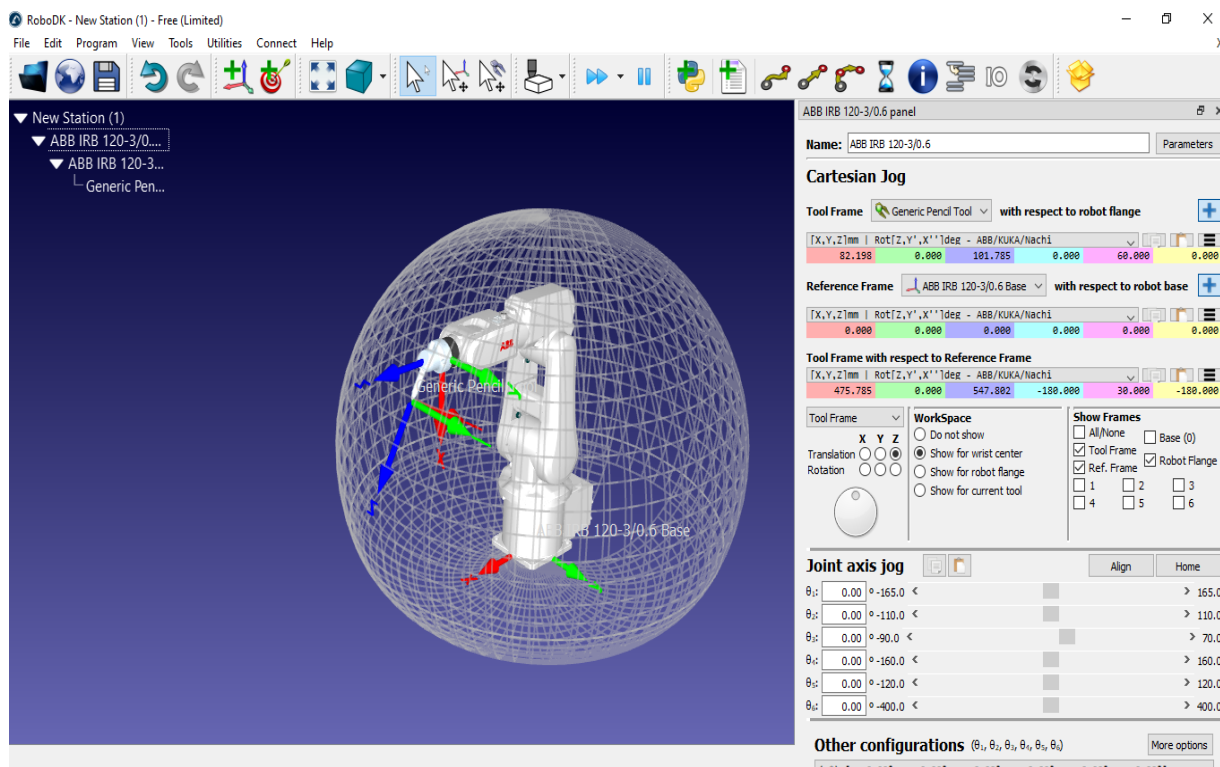 RoboDK - New Station (1) - Free (Limited)
File Edit Program View Tools Utilities Connect Help
New Station (1)
ABB IRB 120-3/0....
ABB IRB 120-3...
Generic Pen...
ABB
Generic Pencil
ABB IRB 120-3/0.6 Base
ABB IRB 120-3/0.6 panel
Name: ABB IRB 120-3/0.6 Parameters
Cartesian Jog
Tool Frame Generic Pencil Tool with respect to robot flange
[X,Y,Z]mm | Rot[Z,Y',X'']deg - ABB/KUKA/Nachi
82.198 0.000 101.785 0.000 60.000 0.000
Reference Frame ABB IRB 120-3/0.6 Base with respect to robot base
[X,Y,Z]mm | Rot[Z,Y',X'']deg - ABB/KUKA/Nachi
0.000 0.000 0.000 0.000 0.000 0.000
Tool Frame with respect to Reference Frame
[X,Y,Z]mm | Rot[Z,Y',X'']deg - ABB/KUKA/Nachi
475.785 0.000 547.802 -180.000 30.000 -180.000
Tool Frame
X Y Z
Translation
Rotation
WorkSpace
Do not show
Show for wrist center
Show for robot flange
Show for current tool
Show Frames
All/None Base (0)
Tool Frame Robot Flange
Ref. Frame
1 2 3
4 5 6
Joint axis jog Align Home
θ₁: 0.00 º -165.0 < > 165.0
θ₂: 0.00 º -110.0 < > 110.0
θ₃: 0.00 º -90.0 < > 70.0
θ₄: 0.00 º -160.0 < > 160.0
θ₅: 0.00 º -120.0 < > 120.0
θ₆: 0.00 º -400.0 < > 400.0
Other configurations (θ₁, θ₂, θ₃, θ₄, θ₅, θ₆) More options